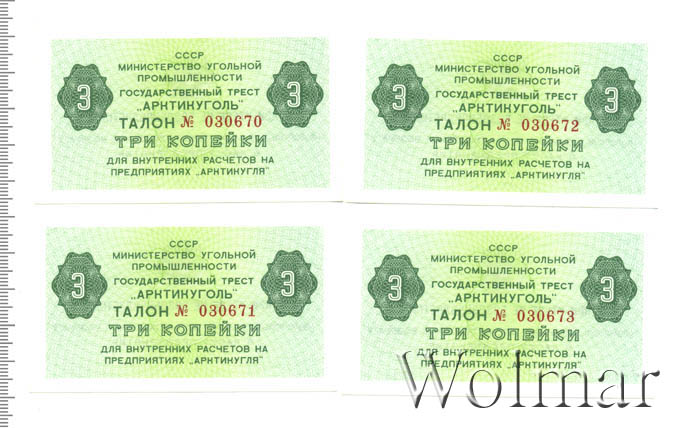 СССР
МИНИСТЕРСТВО УГОЛЬНОЙ
ПРОМЫШЛЕННОСТИ
ГОСУДАРСТВЕННЫЙ ТРЕСТ
3 „АРКТИКУГОЛЬ" 3
ТАЛОН № 030670
ТРИ КОПЕЙКИ
ДЛЯ ВНУТРЕННИХ РАСЧЕТОВ НА
ПРЕДПРИЯТИЯХ „АРКТИКУГЛЯ"
СССР
МИНИСТЕРСТВО УГОЛЬНОЙ
ПРОМЫШЛЕННОСТИ
ГОСУДАРСТВЕННЫЙ ТРЕСТ
3 „АРКТИКУГОЛЬ" 3
ТАЛОН № 030672
ТРИ КОПЕЙКИ
ДЛЯ ВНУТРЕННИХ РАСЧЕТОВ НА
ПРЕДПРИЯТИЯХ „АРКТИКУГЛЯ"
СССР
МИНИСТЕРСТВО УГОЛЬНОЙ
ПРОМЫШЛЕННОСТИ
ГОСУДАРСТВЕННЫЙ ТРЕСТ
3 „АРКТИКУГОЛЬ" 3
ТАЛОН № 030671
ТРИ КОПЕЙКИ
ДЛЯ ВНУТРЕННИХ РАСЧЕТОВ НА
ПРЕДПРИЯТИЯХ „АРКТИКУГЛЯ"
СССР
МИНИСТЕРСТВО УГОЛЬНОЙ
ПРОМЫШЛЕННОСТИ
ГОСУДАРСТВЕННЫЙ ТРЕСТ
3 „АРКТИКУГОЛЬ" 3
ТАЛОН № 030673
ТРИ КОПЕЙКИ
ДЛЯ ВНУТРЕННИХ РАСЧЕТОВ НА
ПРЕДПРИЯТИЯХ „АРКТИКУГЛЯ"
Wolmar